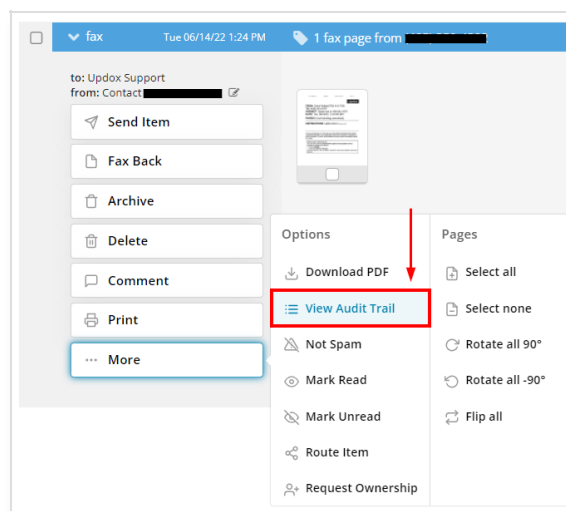 fax Tue 06/14/22 1:24 PM 1 fax page from
to: Updox Support
from: Contact
Send Item
Fax Back
Archive
Delete
Comment
Print
More
Options
Download PDF
View Audit Trail
Not Spam
Mark Read
Mark Unread
Route Item
Request Ownership
Pages
Select all
Select none
Rotate all 90°
Rotate all -90°
Flip all